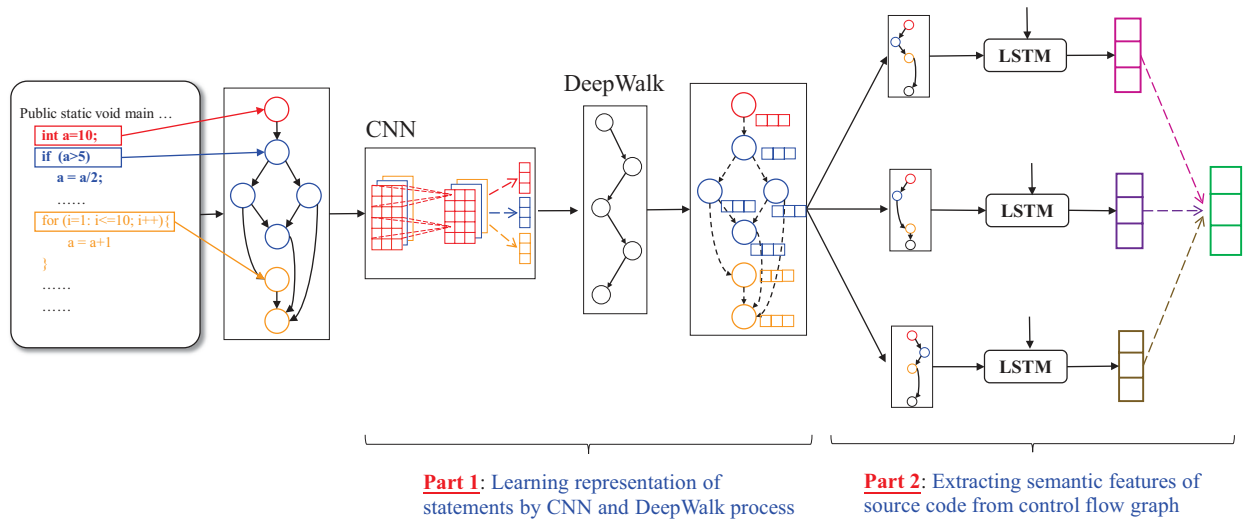 Public static void main …
int a=10;
if (a>5)
a = a/2;
……
for (i=1: i<=10; i++){
a = a+1
}
……
……
CNN
DeepWalk
LSTM
LSTM
LSTM
Part 1: Learning representation of
statements by CNN and DeepWalk process
Part 2: Extracting semantic features of
source code from control flow graph